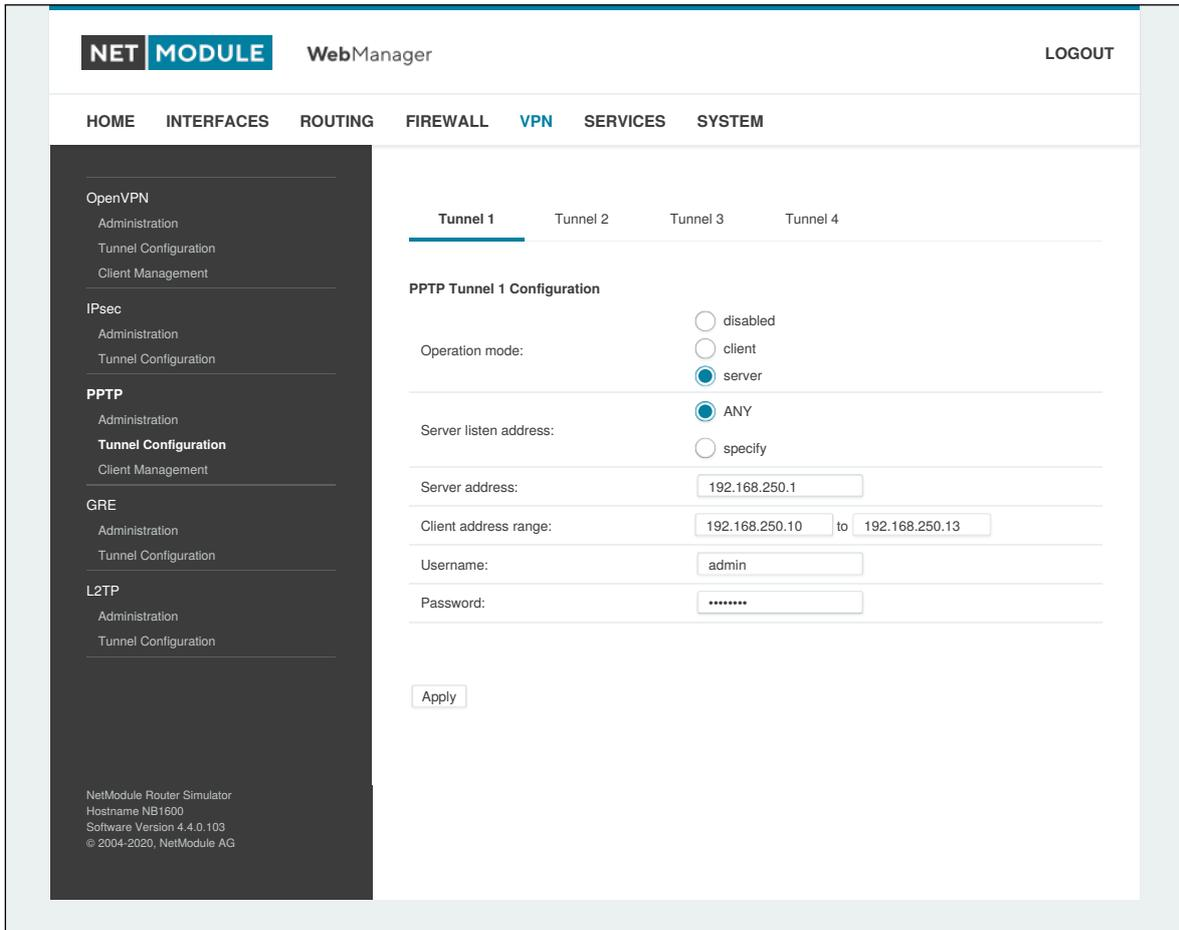 NET MODULE WebManager LOGOUT
HOME INTERFACES ROUTING FIREWALL VPN SERVICES SYSTEM
OpenVPN
Administration
Tunnel Configuration
Client Management
IPsec
Administration
Tunnel Configuration
PPTP
Administration
Tunnel Configuration
Client Management
GRE
Administration
Tunnel Configuration
L2TP
Administration
Tunnel Configuration
NetModule Router Simulator
Hostname NB1600
Software Version 4.4.0.103
© 2004-2020, NetModule AG
Tunnel 1 Tunnel 2 Tunnel 3 Tunnel 4
PPTP Tunnel 1 Configuration
Operation mode:
disabled
client
server
Server listen address:
ANY
specify
Server address: 192.168.250.1
Client address range: 192.168.250.10 to 192.168.250.13
Username: admin
Password: ••••••••
Apply